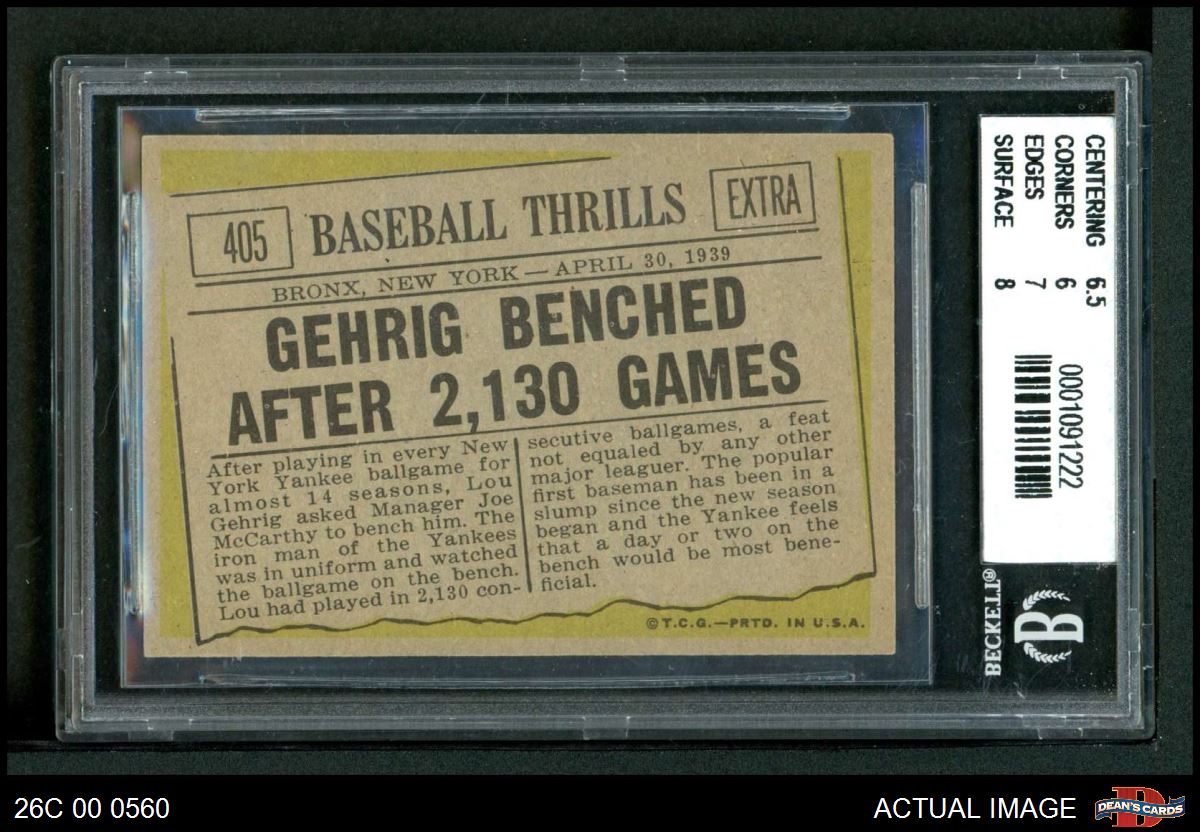 405
BASEBALL THRILLS
EXTRA
BRONX, NEW YORK — APRIL 30, 1939
GEHRIG BENCHED
AFTER 2,130 GAMES
After playing in every New
York Yankee ballgame for
almost 14 seasons, Lou
Gehrig asked Manager Joe
McCarthy to bench him. The
iron man of the Yankees
was in uniform and watched
the ballgame on the bench.
Lou had played in 2,130 con-
secutive ballgames, a feat
not equaled by any other
major leaguer. The popular
first baseman has been in a
slump since the new season
began and the Yankee feels
that a day or two on the
bench would be most bene-
ficial.
©T.C.G.—PRTD. IN U.S.A.
CENTERING 6.5
CORNERS 6
EDGES 7
SURFACE 8
0001091222
BECKETT®
B
26C 00 0560
ACTUAL IMAGE
D
DEAN'S CARDS